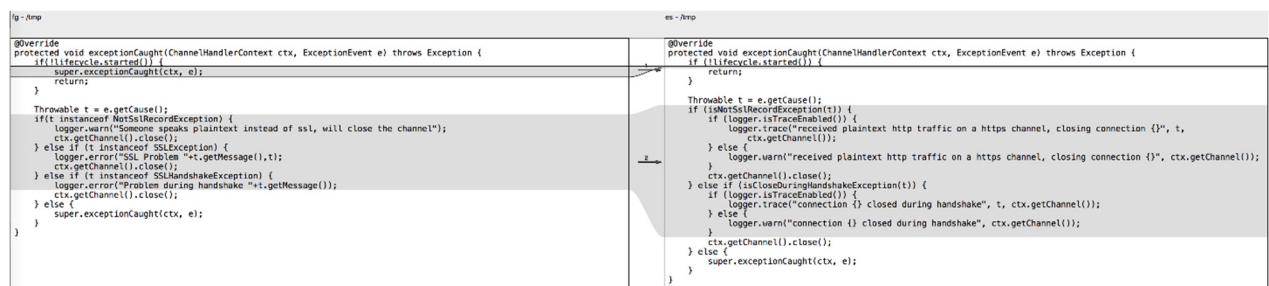 fg - /tmp
@Override
protected void exceptionCaught(ChannelHandlerContext ctx, ExceptionEvent e) throws Exception {
if(!lifecycle.started()) {
super.exceptionCaught(ctx, e);
return;
}
Throwable t = e.getCause();
if(t instanceof NotSslRecordException) {
logger.warn("Someone speaks plaintext instead of ssl, will close the channel");
ctx.getChannel().close();
} else if (t instanceof SSLException) {
logger.error("SSL Problem "+t.getMessage(),t);
ctx.getChannel().close();
} else if (t instanceof SSLHandshakeException) {
logger.error("Problem during handshake "+t.getMessage());
ctx.getChannel().close();
} else {
super.exceptionCaught(ctx, e);
}
}
1
2
es - /tmp
@Override
protected void exceptionCaught(ChannelHandlerContext ctx, ExceptionEvent e) throws Exception {
if (!lifecycle.started()) {
return;
}
Throwable t = e.getCause();
if (isNotSslRecordException(t)) {
if (logger.isTraceEnabled()) {
logger.trace("received plaintext http traffic on a https channel, closing connection {}", t,
ctx.getChannel());
} else {
logger.warn("received plaintext http traffic on a https channel, closing connection {}", ctx.getChannel());
}
ctx.getChannel().close();
} else if (isCloseDuringHandshakeException(t)) {
if (logger.isTraceEnabled()) {
logger.trace("connection {} closed during handshake", t, ctx.getChannel());
} else {
logger.warn("connection {} closed during handshake", ctx.getChannel());
}
ctx.getChannel().close();
} else {
super.exceptionCaught(ctx, e);
}
}